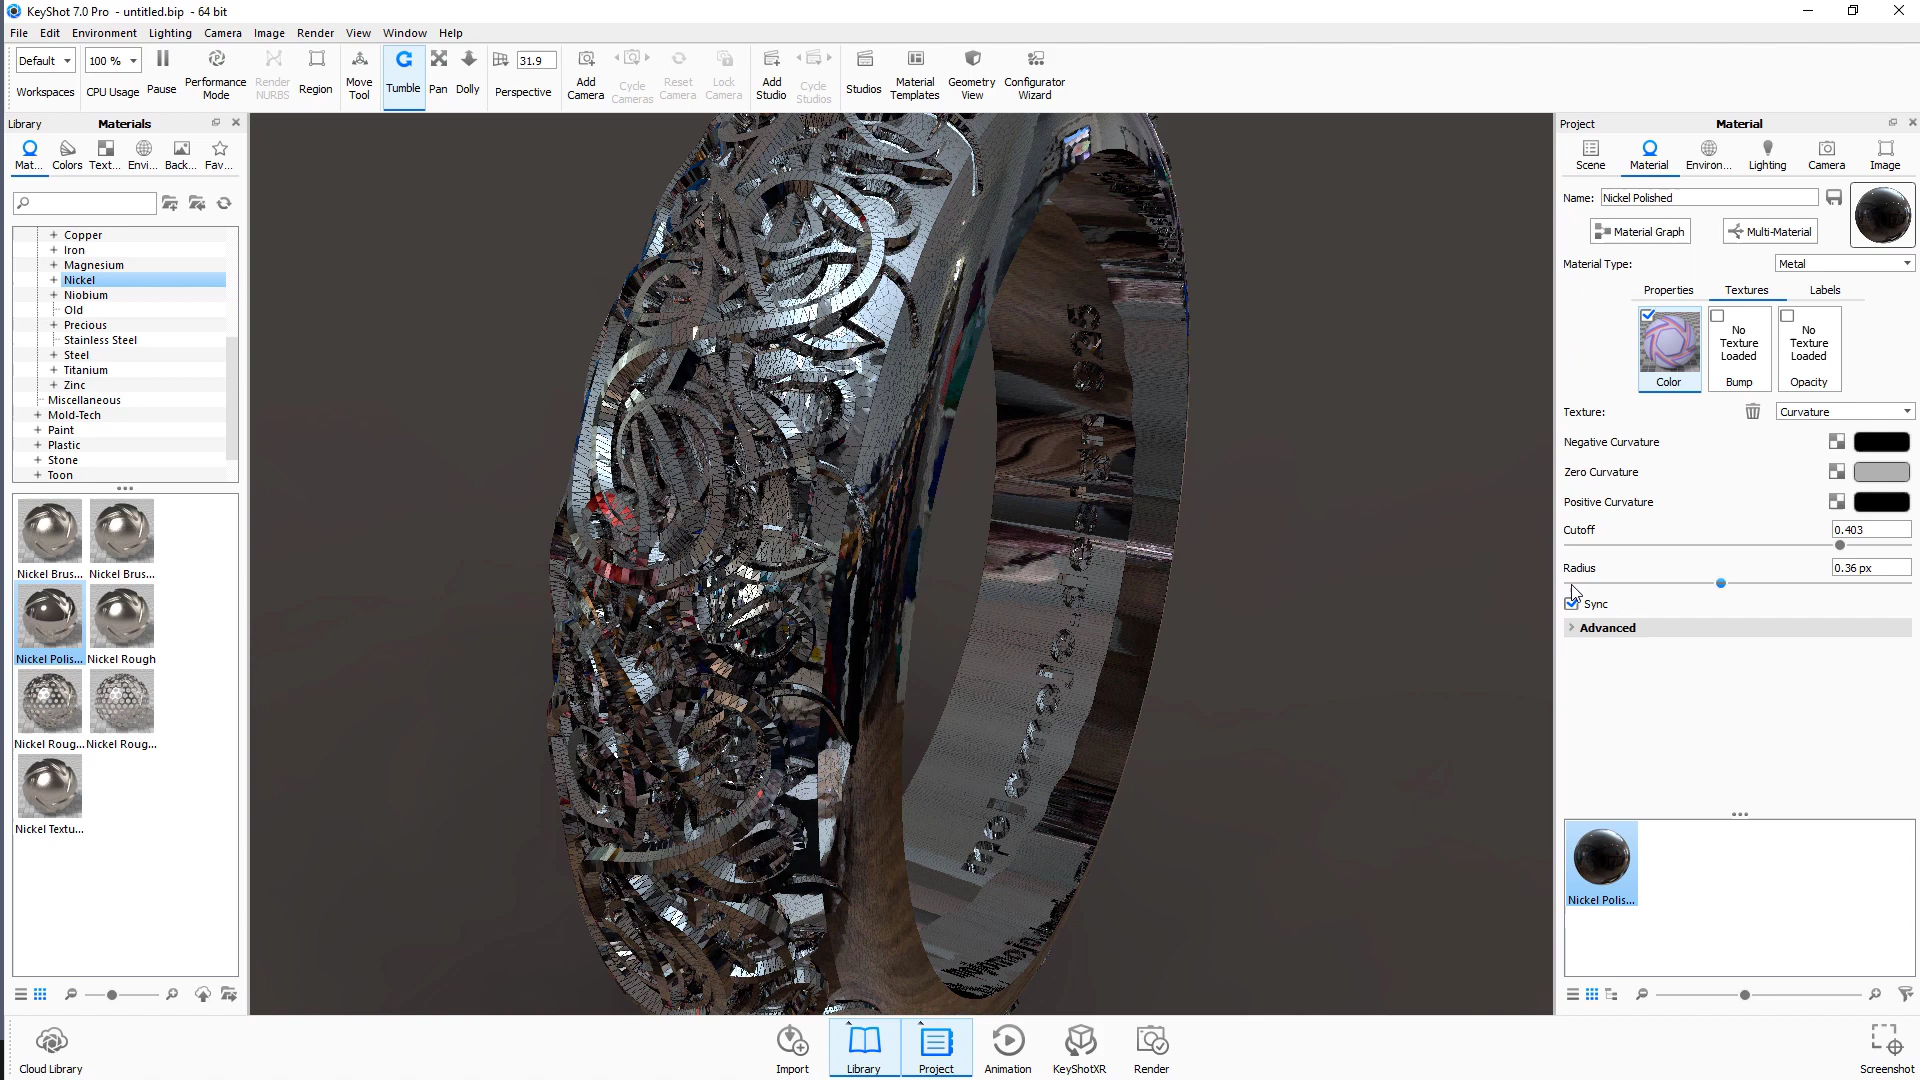 KeyShot 7.0 Pro - untitled.bip - 64 bit
File Edit Environment Lighting Camera Image Render View Window Help
Default 100 % 31.9
Workspaces CPU Usage Pause Performance Mode Render NURBS Region Move Tool Tumble Pan Dolly Perspective Add Camera Cycle Cameras Reset Camera Lock Camera Add Studio Cycle Studios Studios Material Templates Geometry View Configurator Wizard
Library Materials
Mat... Colors Text... Envi... Back... Fav...
Copper
Iron
Magnesium
Nickel
Niobium
Old
Precious
Stainless Steel
Steel
Titanium
Zinc
Miscellaneous
Mold-Tech
Paint
Plastic
Stone
Toon
Nickel Brus... Nickel Brus...
Nickel Polis... Nickel Rough
Nickel Roug... Nickel Roug...
Nickel Textu...
925
Project Material
Scene Material Environ... Lighting Camera Image
Name: Nickel Polished
Material Graph Multi-Material
Material Type: Metal
Properties Textures Labels
No Texture Loaded No Texture Loaded
Color Bump Opacity
Texture: Curvature
Negative Curvature
Zero Curvature
Positive Curvature
Cutoff 0.403
Radius 0.36 px
Sync
Advanced
Nickel Polis...
Cloud Library Import Library Project Animation KeyShotXR Render Screenshot